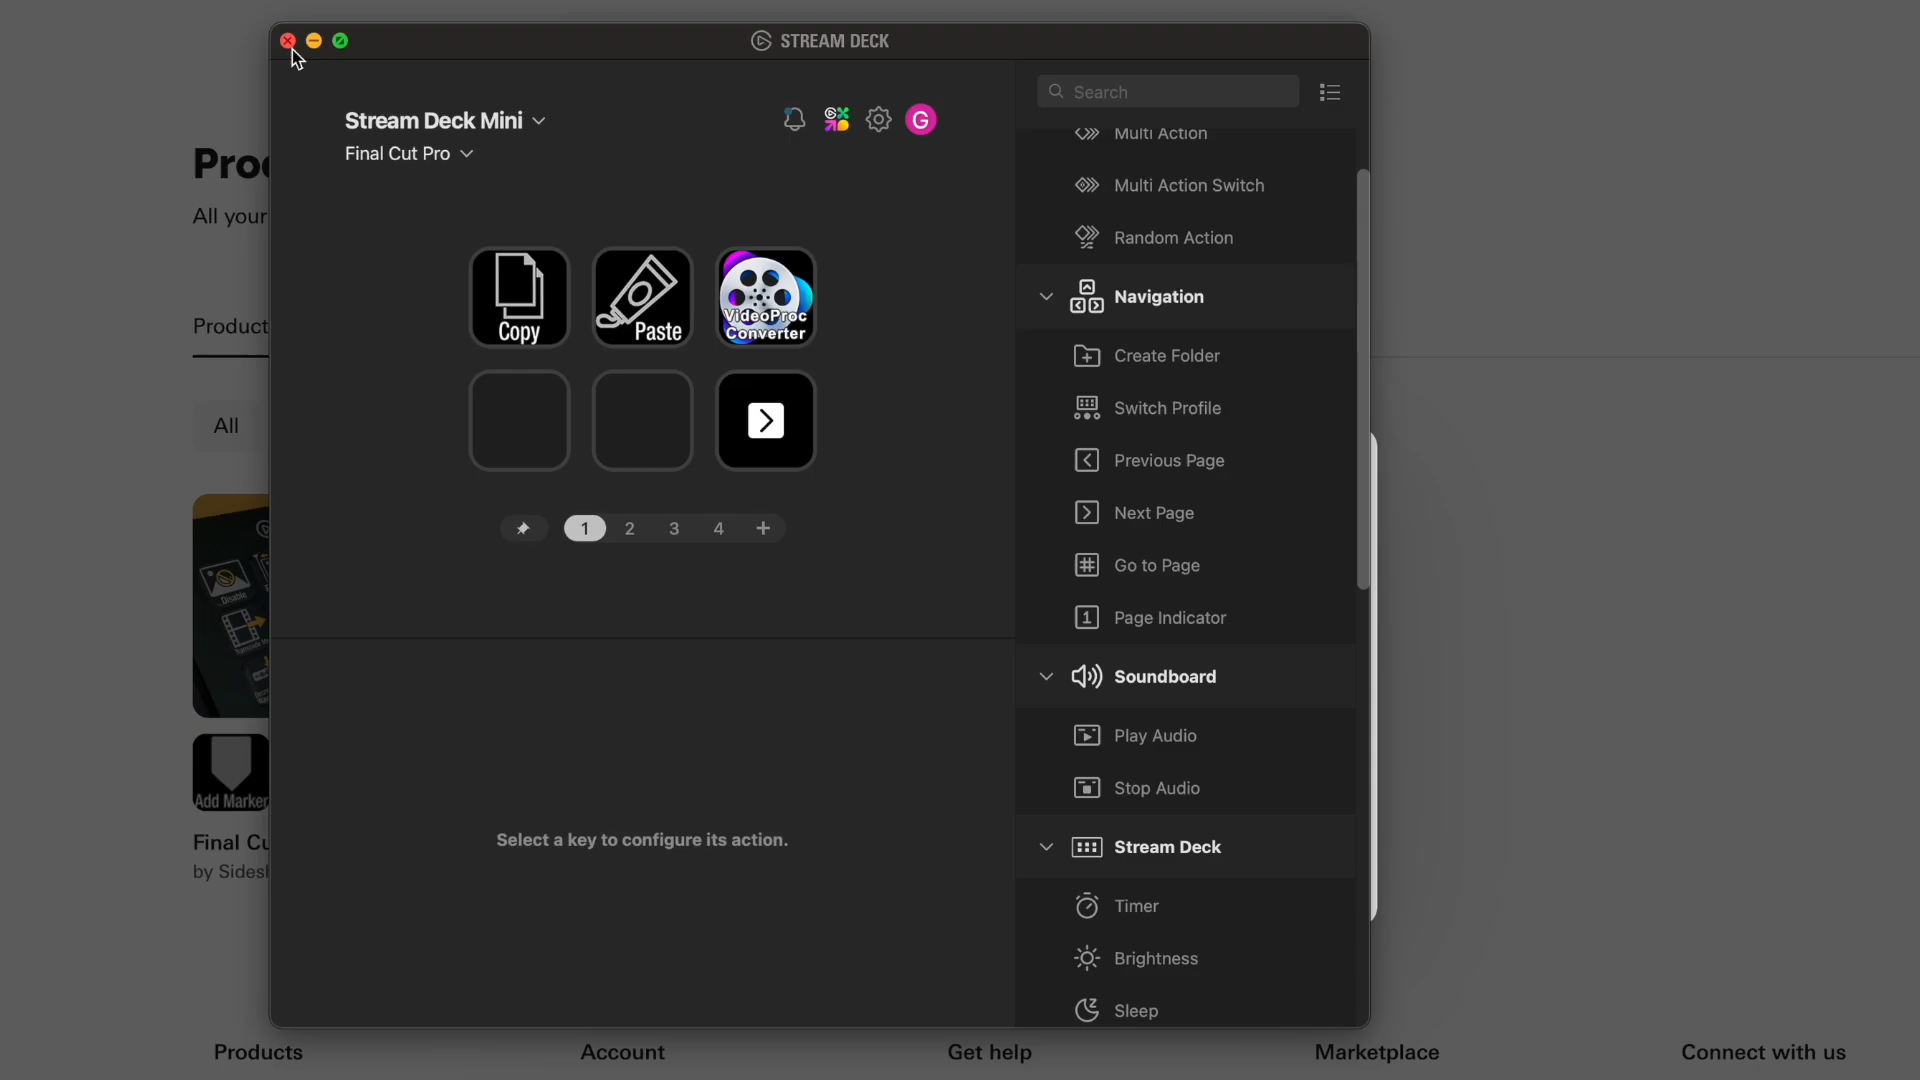 STREAM DECK
Search
Stream Deck Mini
G
Final Cut Pro
Multi Action
Multi Action Switch
Random Action
Navigation
Create Folder
Switch Profile
Previous Page
Next Page
# Go to Page
1 Page Indicator
Soundboard
Play Audio
Stop Audio
Stream Deck
Timer
Brightness
Sleep
Copy
Paste
VideoProc
Converter
1 2 3 4 +
Select a key to configure its action.
Proc
All your
Product
All
Disable
Add Marker
Final Cu
by Sides
Products
Account
Get help
Marketplace
Connect with us